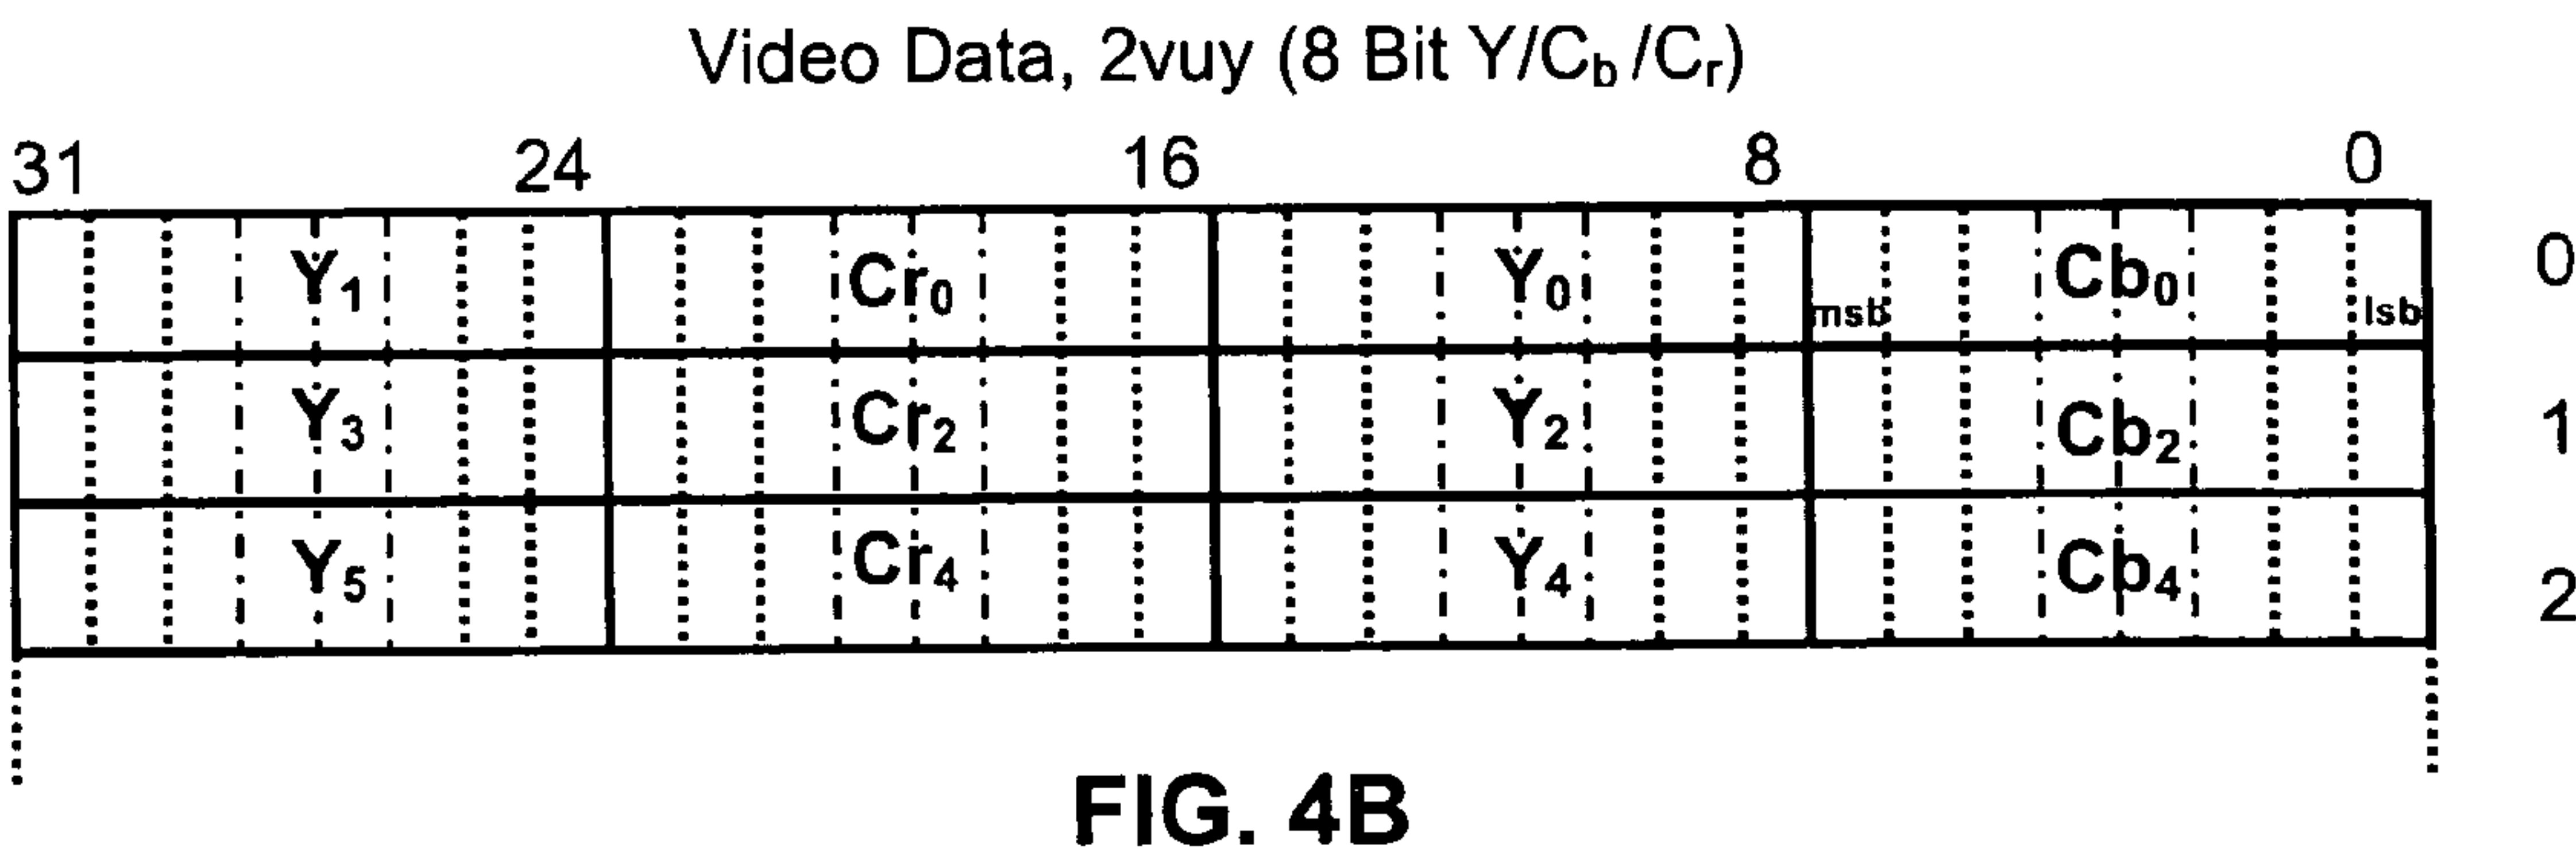 Video Data, 2vuy (8 Bit Y/Cb/Cr)
31 24 16 8 0
Y1 Cr0 Y0 msb Cb0 lsb 0
Y3 Cr2 Y2 Cb2 1
Y5 Cr4 Y4 Cb4 2
FIG. 4B